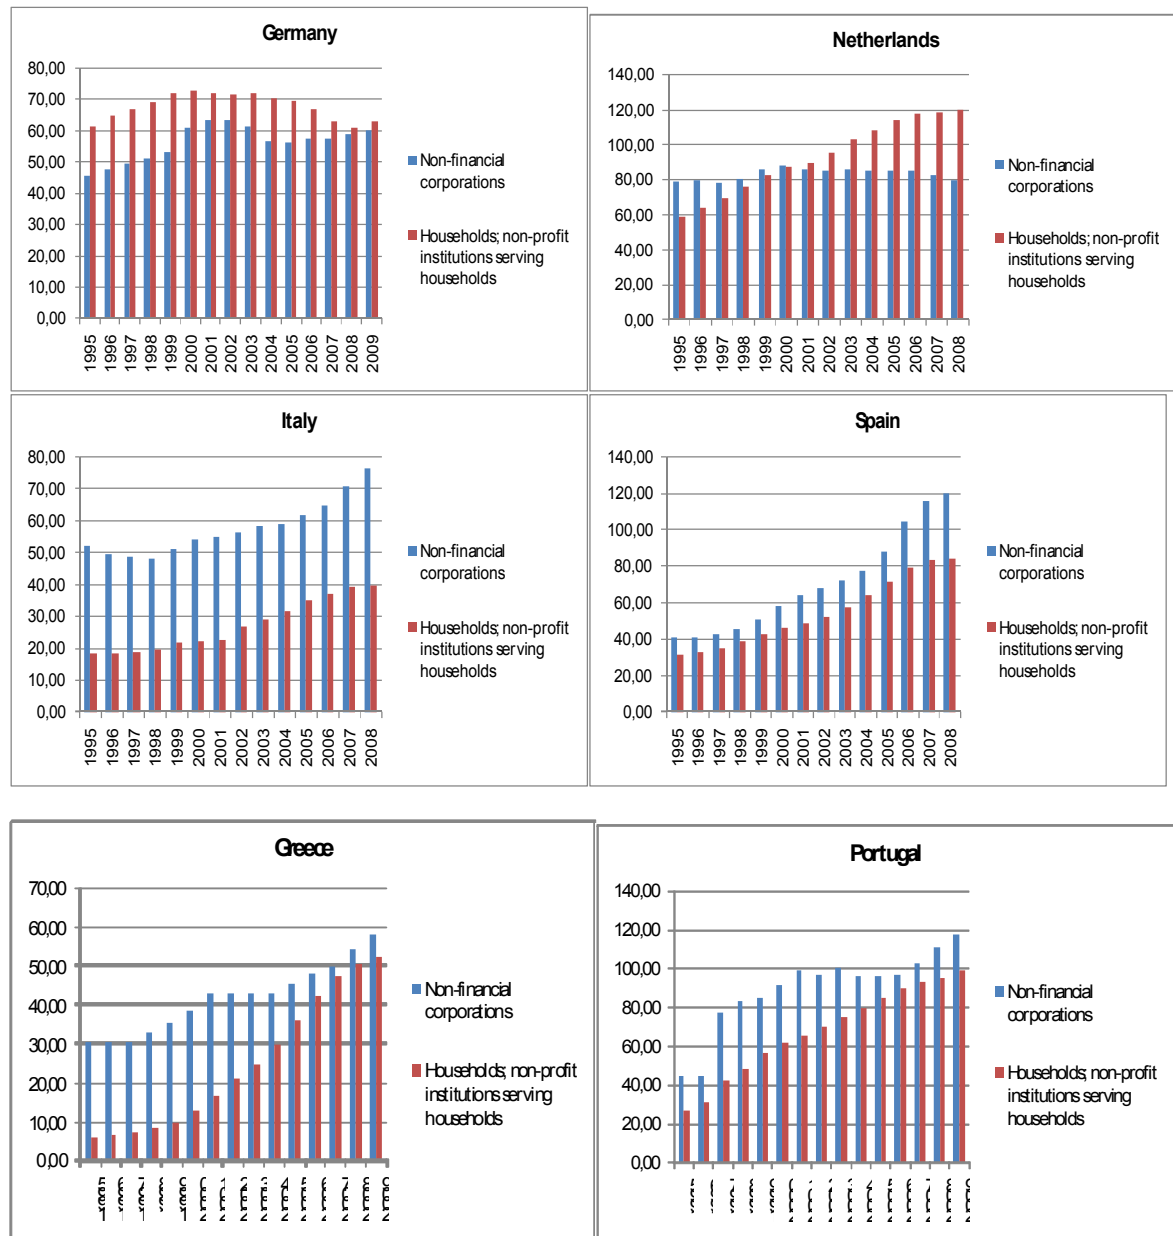 Germany
80,00
70,00
60,00
50,00
40,00
30,00
20,00
10,00
0,00
1995 1996 1997 1998 1999 2000 2001 2002 2003 2004 2005 2006 2007 2008 2009
Non-financial
corporations
Households; non-profit
institutions serving
households
Netherlands
140,00
120,00
100,00
80,00
60,00
40,00
20,00
0,00
1995 1996 1997 1998 1999 2000 2001 2002 2003 2004 2005 2006 2007 2008
Non-financial
corporations
Households; non-profit
institutions serving
households
Italy
80,00
70,00
60,00
50,00
40,00
30,00
20,00
10,00
0,00
1995 1996 1997 1998 1999 2000 2001 2002 2003 2004 2005 2006 2007 2008
Non-financial
corporations
Households; non-profit
institutions serving
households
Spain
140,00
120,00
100,00
80,00
60,00
40,00
20,00
0,00
1995 1996 1997 1998 1999 2000 2001 2002 2003 2004 2005 2006 2007 2008
Non-financial
corporations
Households; non-profit
institutions serving
households
Greece
70,00
60,00
50,00
40,00
30,00
20,00
10,00
0,00
Non-financial
corporations
Households; non-profit
institutions serving
households
Portugal
140,00
120,00
100,00
80,00
60,00
40,00
20,00
0,00
Non-financial
corporations
Households; non-profit
institutions serving
households